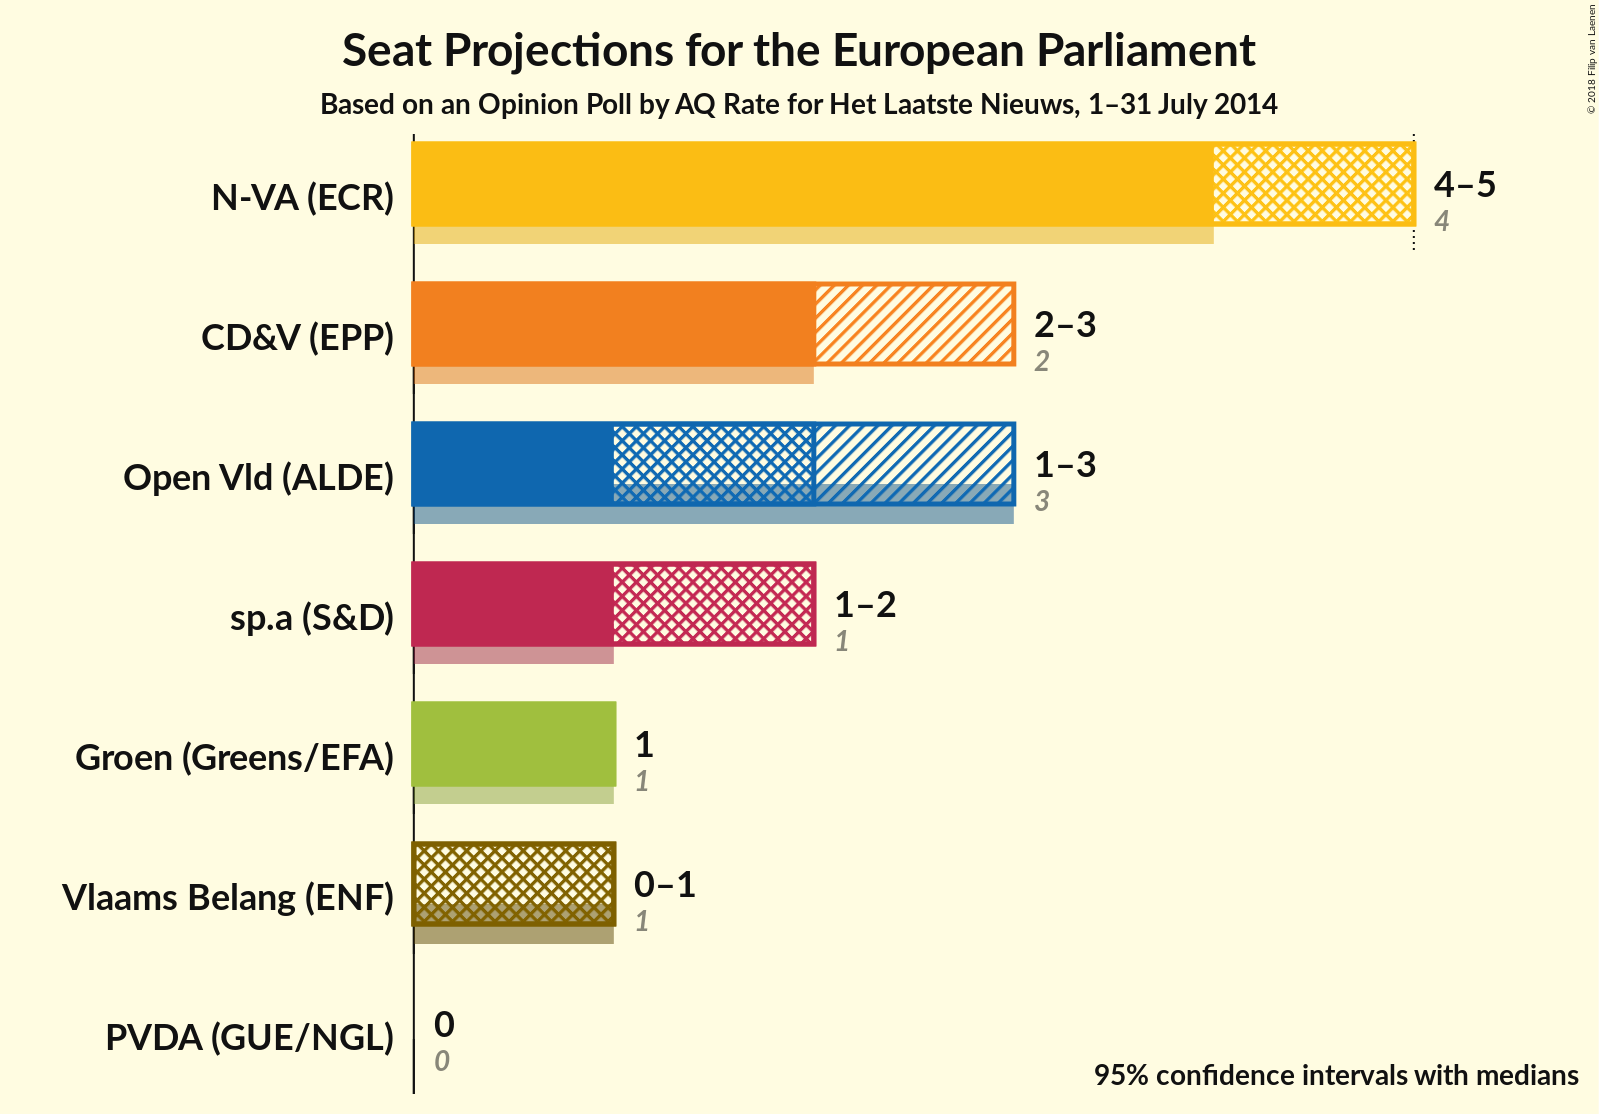 Seat Projections for the European Parliament
Based on an Opinion Poll by AQ Rate for Het Laatste Nieuws, 1–31 July 2014
© 2018 Filip van Laenen
N-VA (ECR)
4–5
4
CD&V (EPP)
2–3
2
Open Vld (ALDE)
1–3
3
sp.a (S&D)
1–2
1
Groen (Greens/EFA)
1
1
Vlaams Belang (ENF)
0–1
1
PVDA (GUE/NGL)
0
0
95% confidence intervals with medians